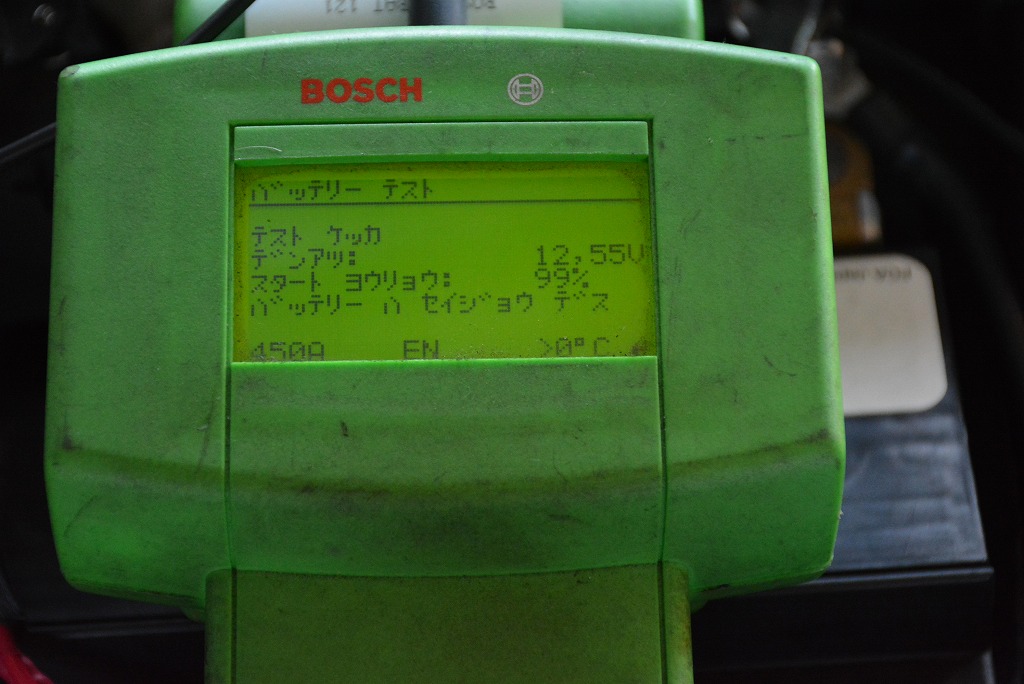 BOSCH
バッテリー テスト
テスト ケッカ
デンアツ: 12,55V
スタート ヨウリョウ: 99%
バッテリー ハ セイジョウ デス
450A EN >0°C